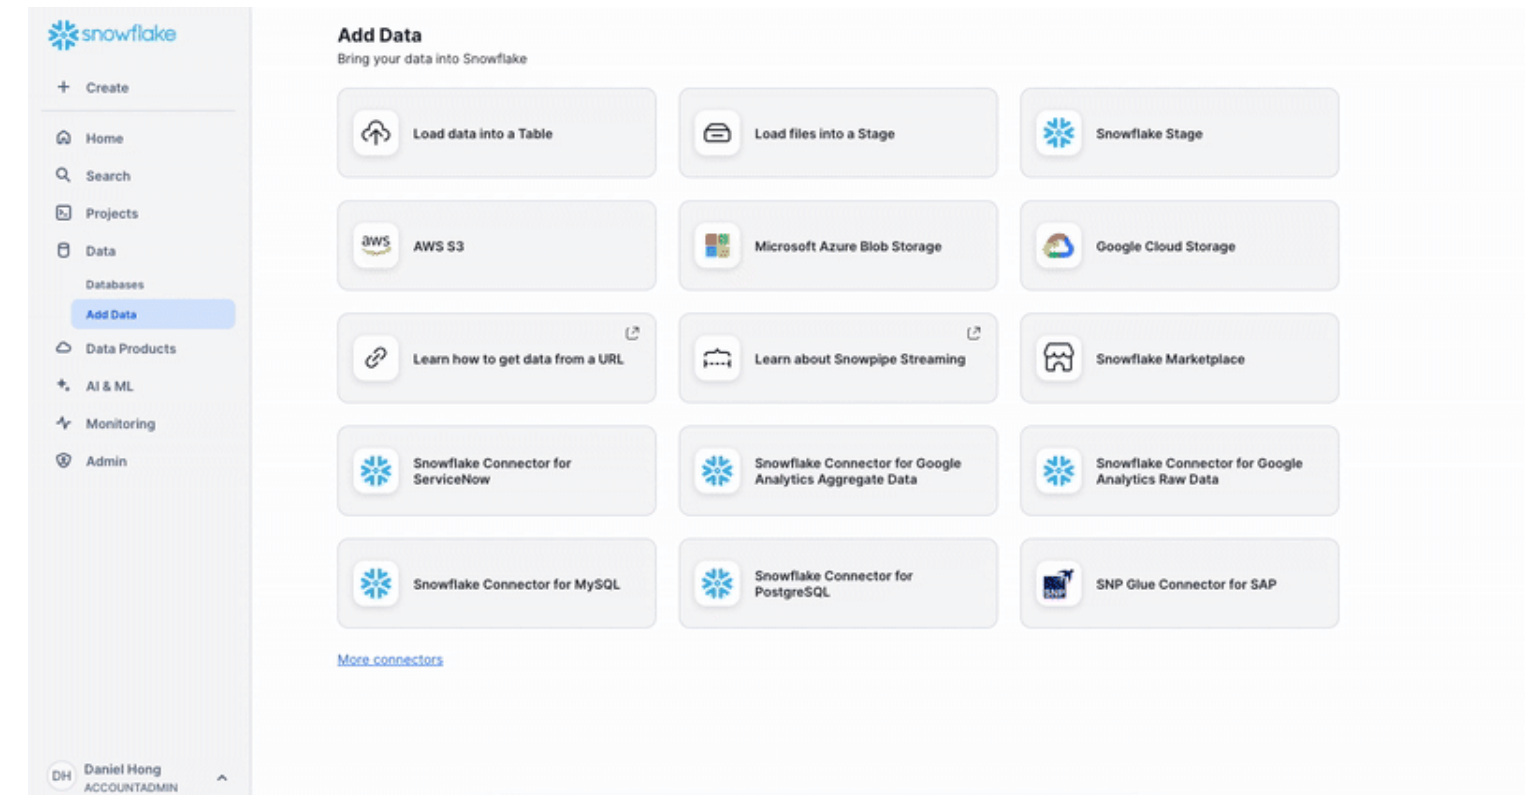 snowflake
Create
Home
Search
Projects
Data
Databases
Add Data
Data Products
AI & ML
Monitoring
Admin
Daniel Hong
DH
ACCOUNTADMIN
Add Data
Bring your data into Snowflake
Load data into a Table
Load files into a Stage
Snowflake Stage
aws
AWS S3
Microsoft Azure Blob Storage
Google Cloud Storage
Learn how to get data from a URL
Learn about Snowpipe Streaming
Snowflake Marketplace
Snowflake Connector for
ServiceNow
Snowflake Connector for Google
Analytics Aggregate Data
Snowflake Connector for Google
Analytics Raw Data
Snowflake Connector for MySQL
Snowflake Connector for
PostgreSQL
SNP
SNP Glue Connector for SAP
More connectors